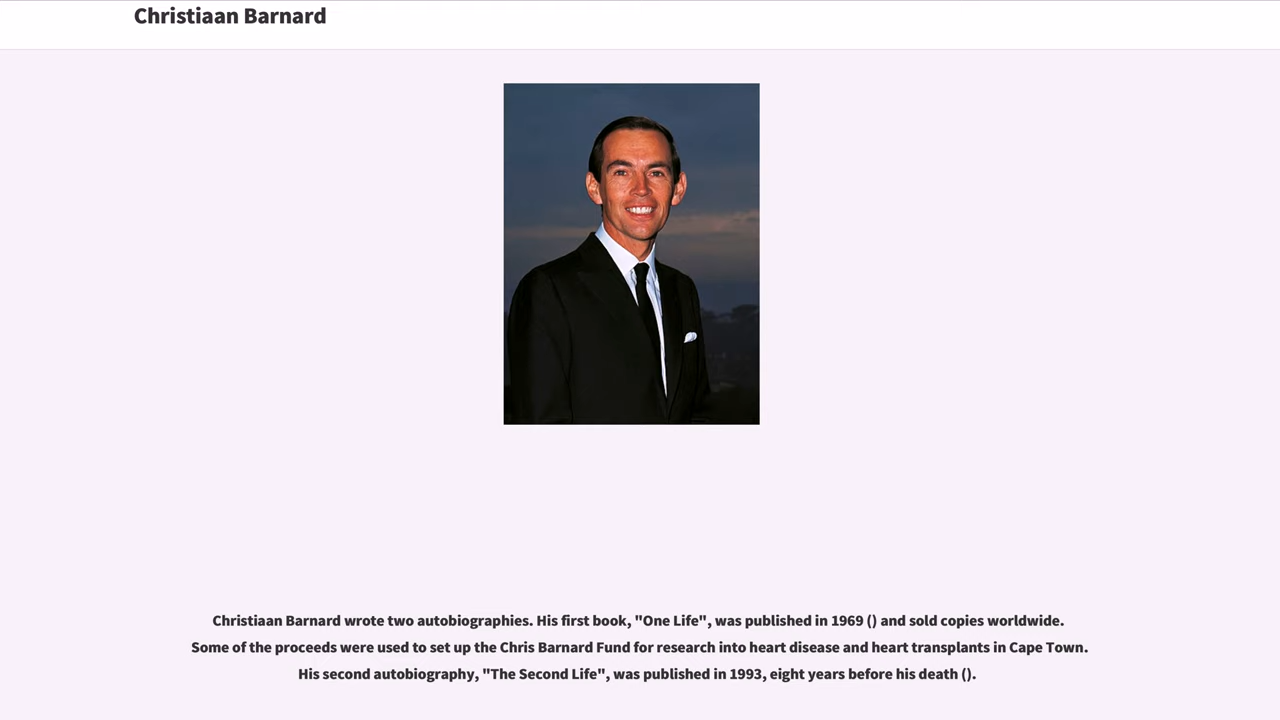 Christiaan Barnard
Christiaan Barnard wrote two autobiographies. His first book, "One Life", was published in 1969 () and sold copies worldwide.
Some of the proceeds were used to set up the Chris Barnard Fund for research into heart disease and heart transplants in Cape Town.
His second autobiography, "The Second Life", was published in 1993, eight years before his death ().